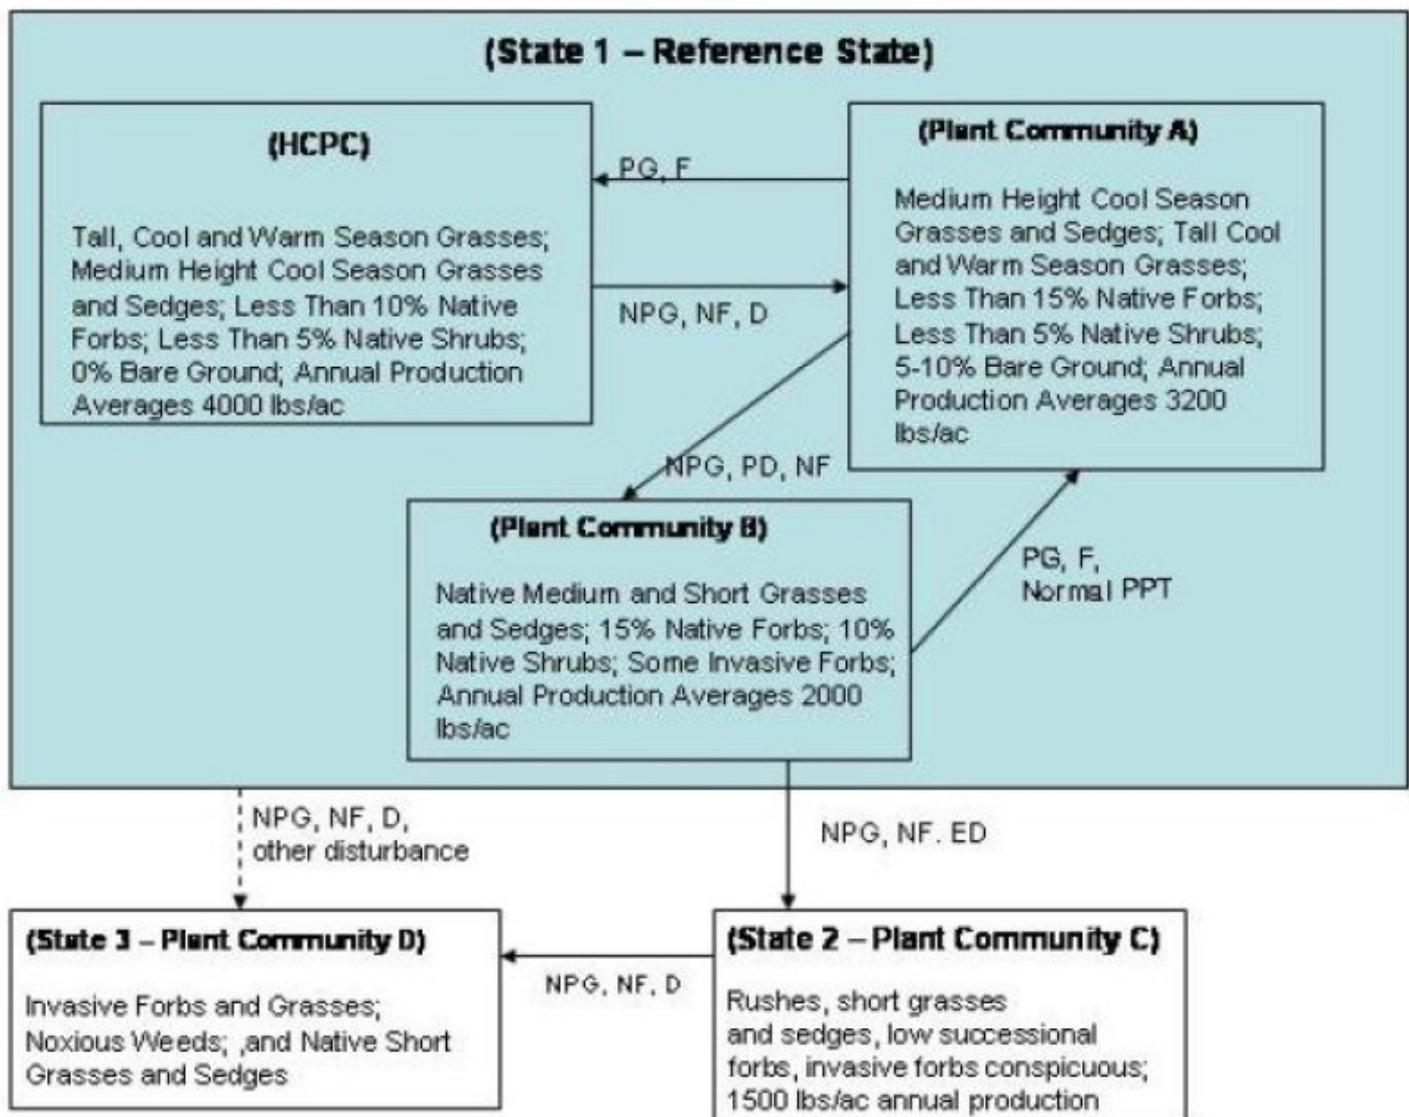 (State 1 – Reference State)
(HCPC)
Tall, Cool and Warm Season Grasses;
Medium Height Cool Season Grasses
and Sedges; Less Than 10% Native
Forbs; Less Than 5% Native Shrubs;
0% Bare Ground; Annual Production
Averages 4000 lbs/ac
PG, F
NPG, NF, D
(Plant Community A)
Medium Height Cool Season
Grasses and Sedges; Tall Cool
and Warm Season Grasses;
Less Than 15% Native Forbs;
Less Than 5% Native Shrubs;
5-10% Bare Ground; Annual
Production Averages 3200
lbs/ac
NPG, PD, NF
(Plant Community B)
Native Medium and Short Grasses
and Sedges; 15% Native Forbs; 10%
Native Shrubs; Some Invasive Forbs;
Annual Production Averages 2000
lbs/ac
PG, F,
Normal PPT
NPG, NF, D,
other disturbance
NPG, NF. ED
(State 3 – Plant Community D)
Invasive Forbs and Grasses;
Noxious Weeds; ,and Native Short
Grasses and Sedges
NPG, NF, D
(State 2 – Plant Community C)
Rushes, short grasses
and sedges, low successional
forbs, invasive forbs conspicuous;
1500 lbs/ac annual production